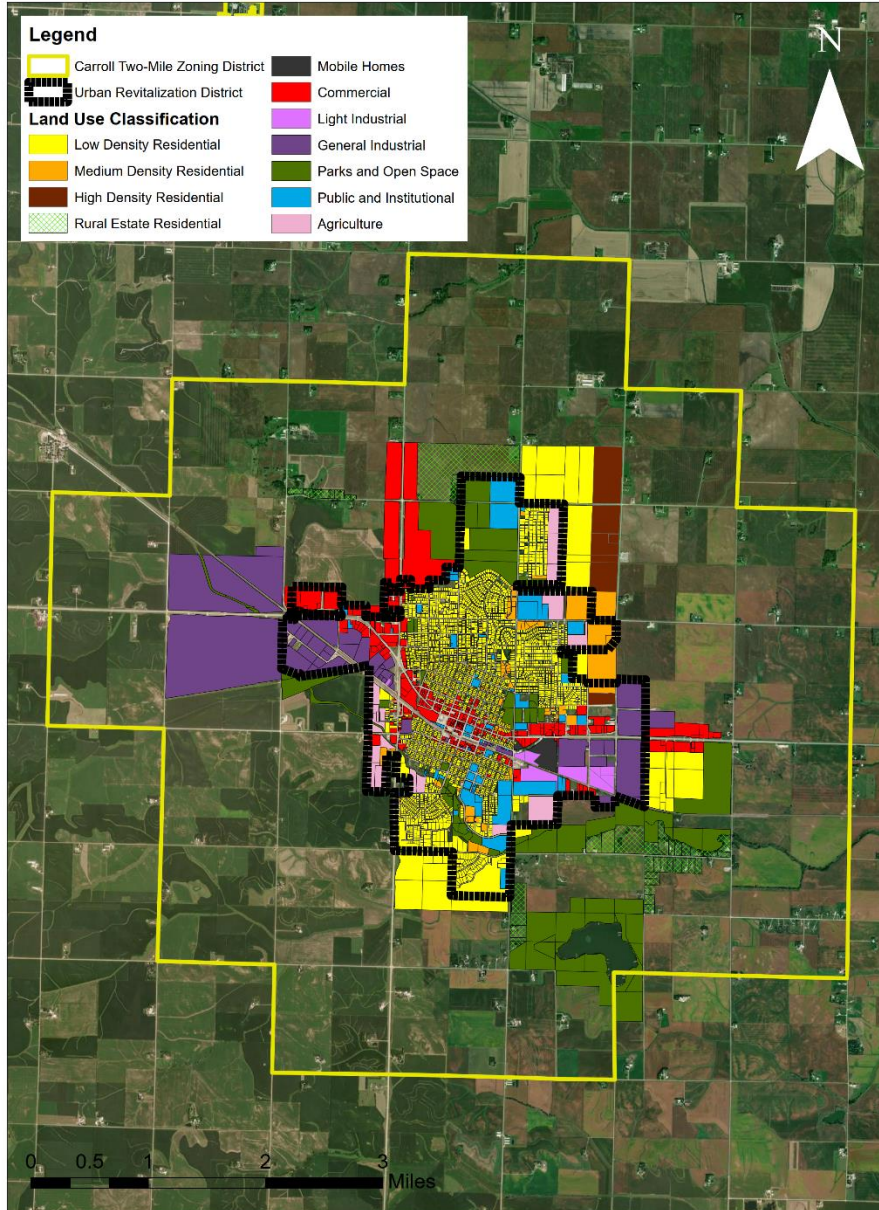 Legend
Carroll Two-Mile Zoning District
Urban Revitalization District
Land Use Classification
Low Density Residential
Medium Density Residential
High Density Residential
Rural Estate Residential
Mobile Homes
Commercial
Light Industrial
General Industrial
Parks and Open Space
Public and Institutional
Agriculture
N
0 0.5 1 2 3
Miles